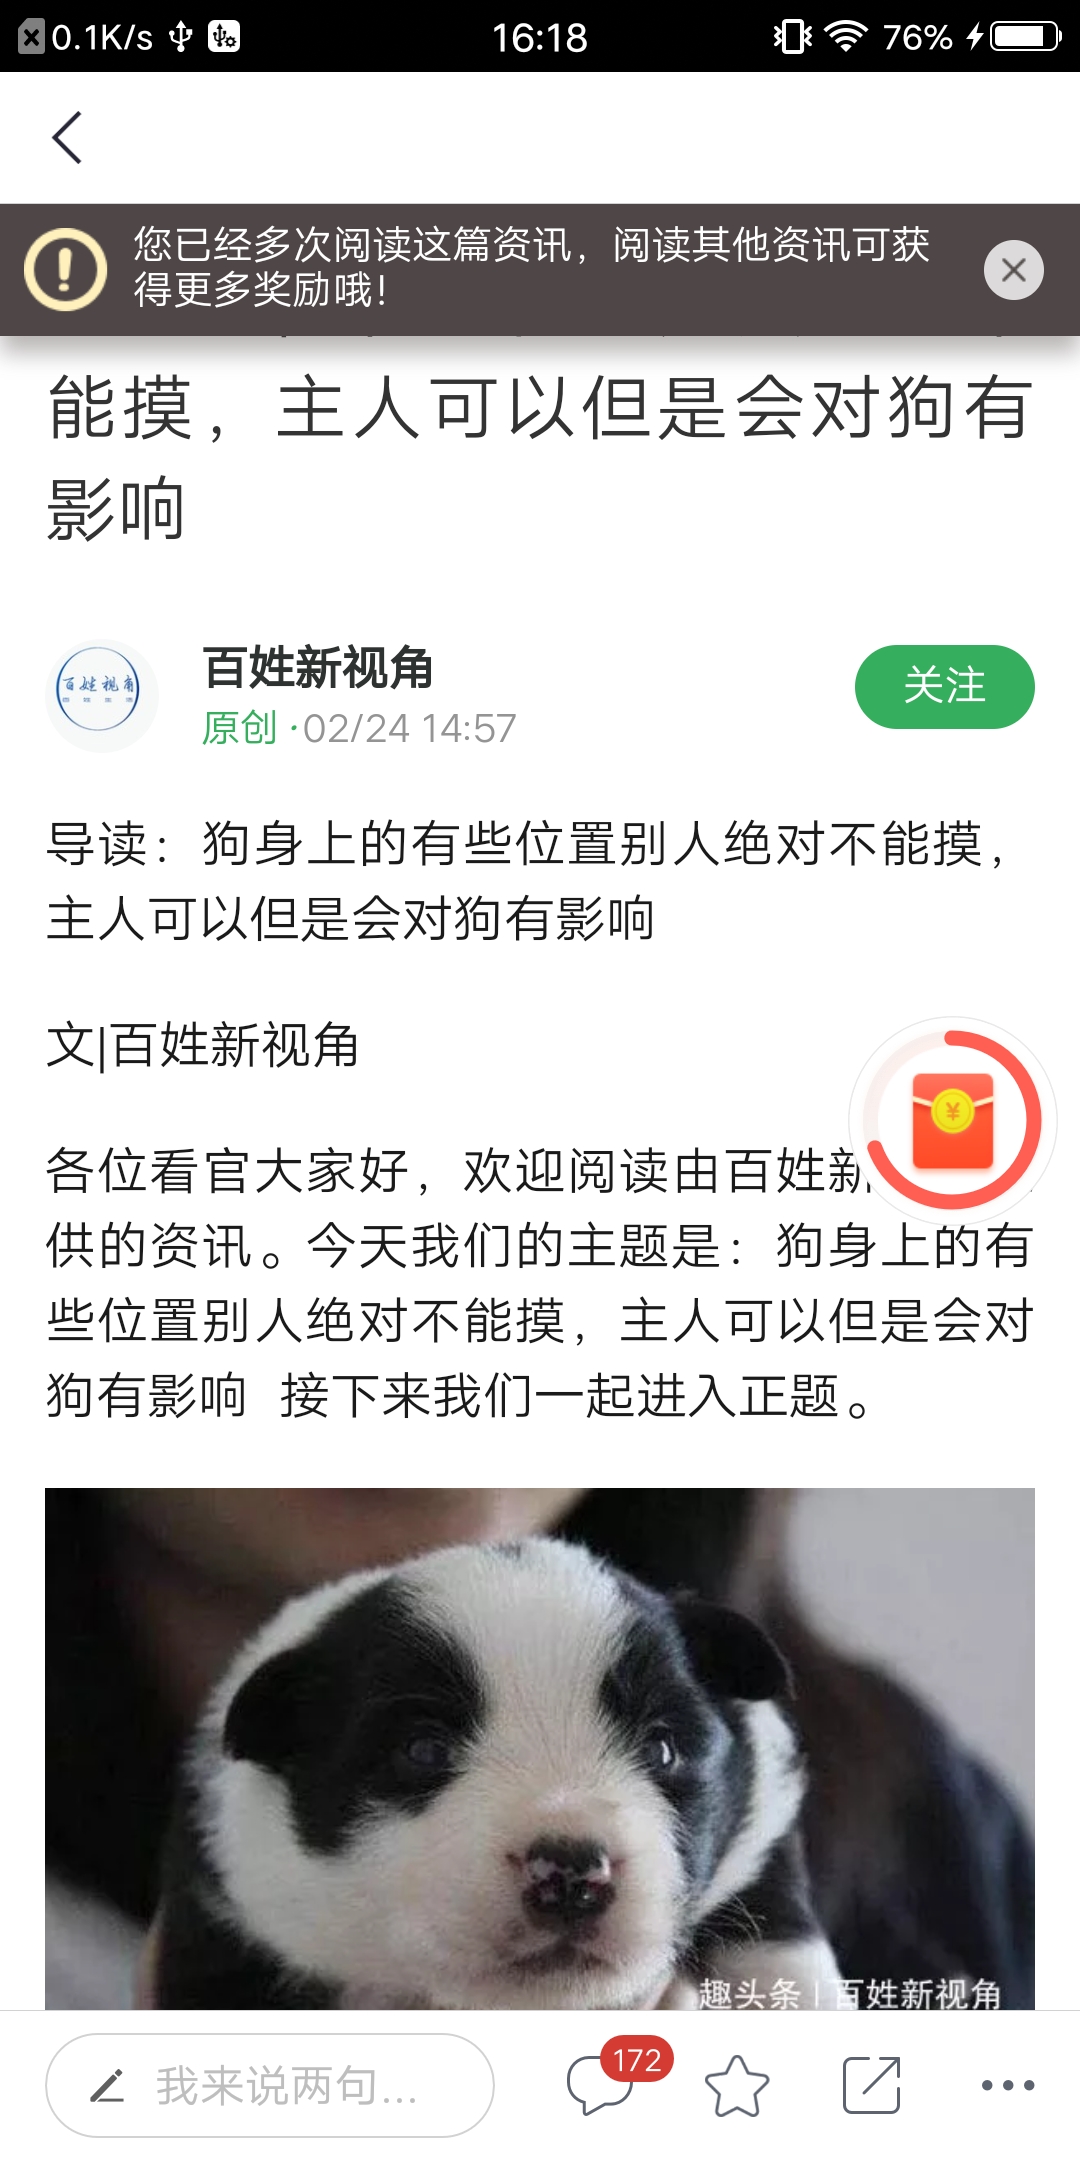 0.1K/s
16:18
76%
您已经多次阅读这篇资讯，阅读其他资讯可获
得更多奖励哦！
能摸，主人可以但是会对狗有
影响
百姓视角
百姓新视角
关注
原创 ·02/24 14:57
导读：狗身上的有些位置别人绝对不能摸，
主人可以但是会对狗有影响
文|百姓新视角
各位看官大家好，欢迎阅读由百姓新
供的资讯。今天我们的主题是：狗身上的有
些位置别人绝对不能摸，主人可以但是会对
狗有影响 接下来我们一起进入正题。
¥
趣头条 | 百姓新视角
我来说两句...
172